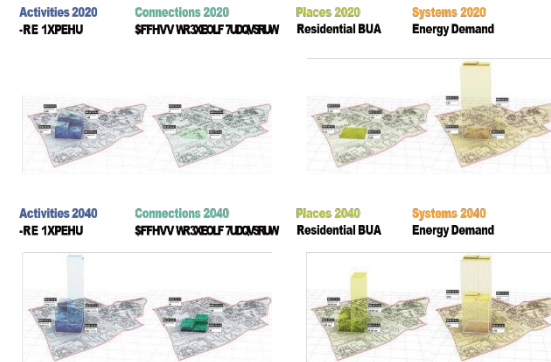 Activities 2020 Connections 2020 Places 2020 Systems 2020
-RE 1XPEHU $FFHVV WR3XEOLF 7UDQVSRUW Residential BUA Energy Demand
Activities 2040 Connections 2040 Places 2040 Systems 2040
-RE 1XPEHU $FFHVV WR3XEOLF 7UDQVSRUW Residential BUA Energy Demand